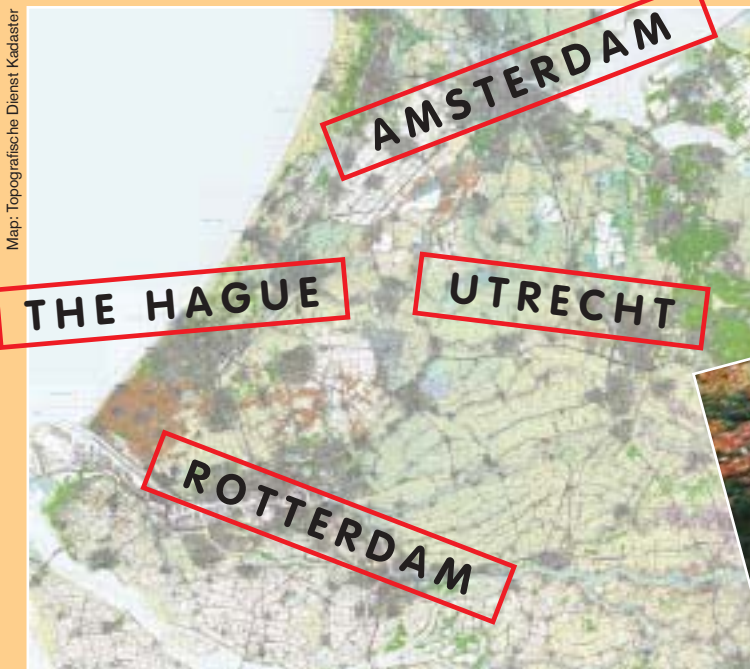 Map: Topografische Dienst Kadaster
AMSTERDAM
THE HAGUE
UTRECHT
ROTTERDAM